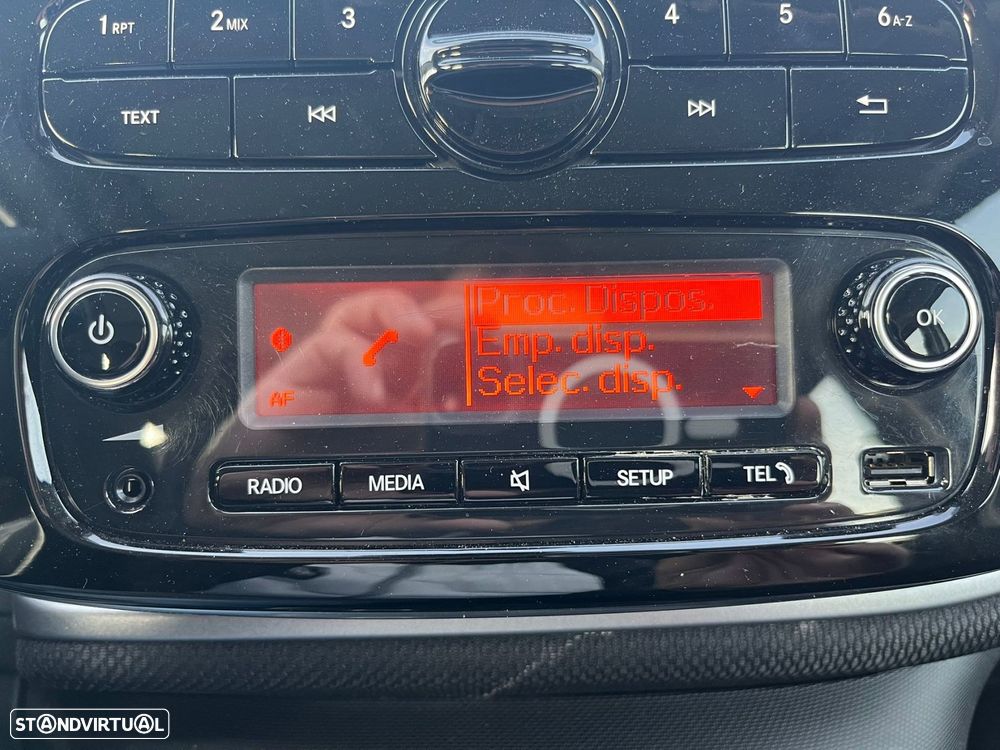 1 RPT 2 MIX 3 4 5 6 A-Z
TEXT
Proc. Dispos.
Emp. disp.
Selec. disp.
AF
OK
RADIO MEDIA SETUP TEL
STANDVIRTUAL